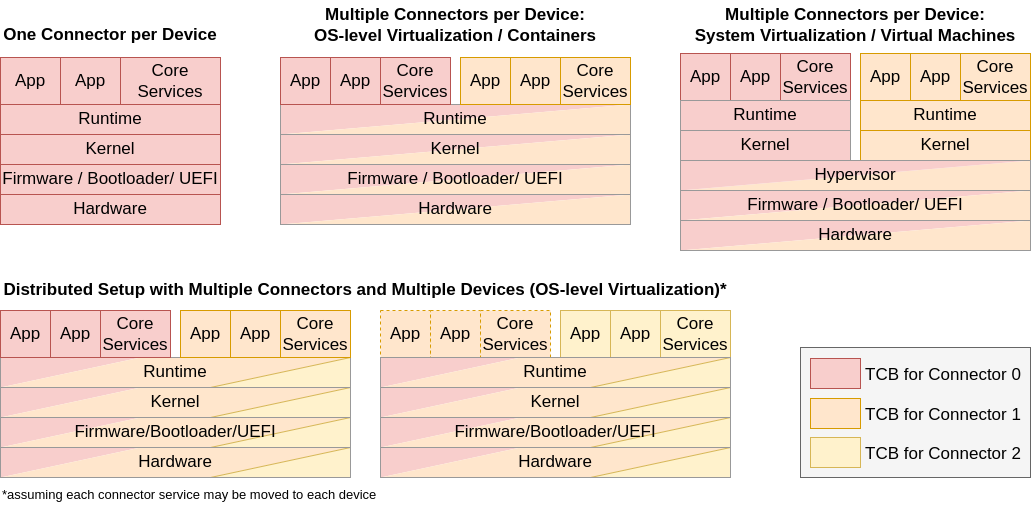 One Connector per Device
Multiple Connectors per Device:
OS-level Virtualization / Containers
Multiple Connectors per Device:
System Virtualization / Virtual Machines
App
App
Core
Services
Runtime
Kernel
Firmware / Bootloader/ UEFI
Hardware
App
App
Core
Services
App
App
Core
Services
Runtime
Kernel
Firmware / Bootloader/ UEFI
Hardware
App
App
Core
Services
App
App
Core
Services
Runtime
Runtime
Kernel
Kernel
Hypervisor
Firmware / Bootloader/ UEFI
Hardware
Distributed Setup with Multiple Connectors and Multiple Devices (OS-level Virtualization)*
App
App
Core
Services
App
App
Core
Services
Runtime
Kernel
Firmware/Bootloader/UEFI
Hardware
App
App
Core
Services
App
App
Core
Services
Runtime
Kernel
Firmware/Bootloader/UEFI
Hardware
TCB for Connector 0
TCB for Connector 1
TCB for Connector 2
*assuming each connector service may be moved to each device